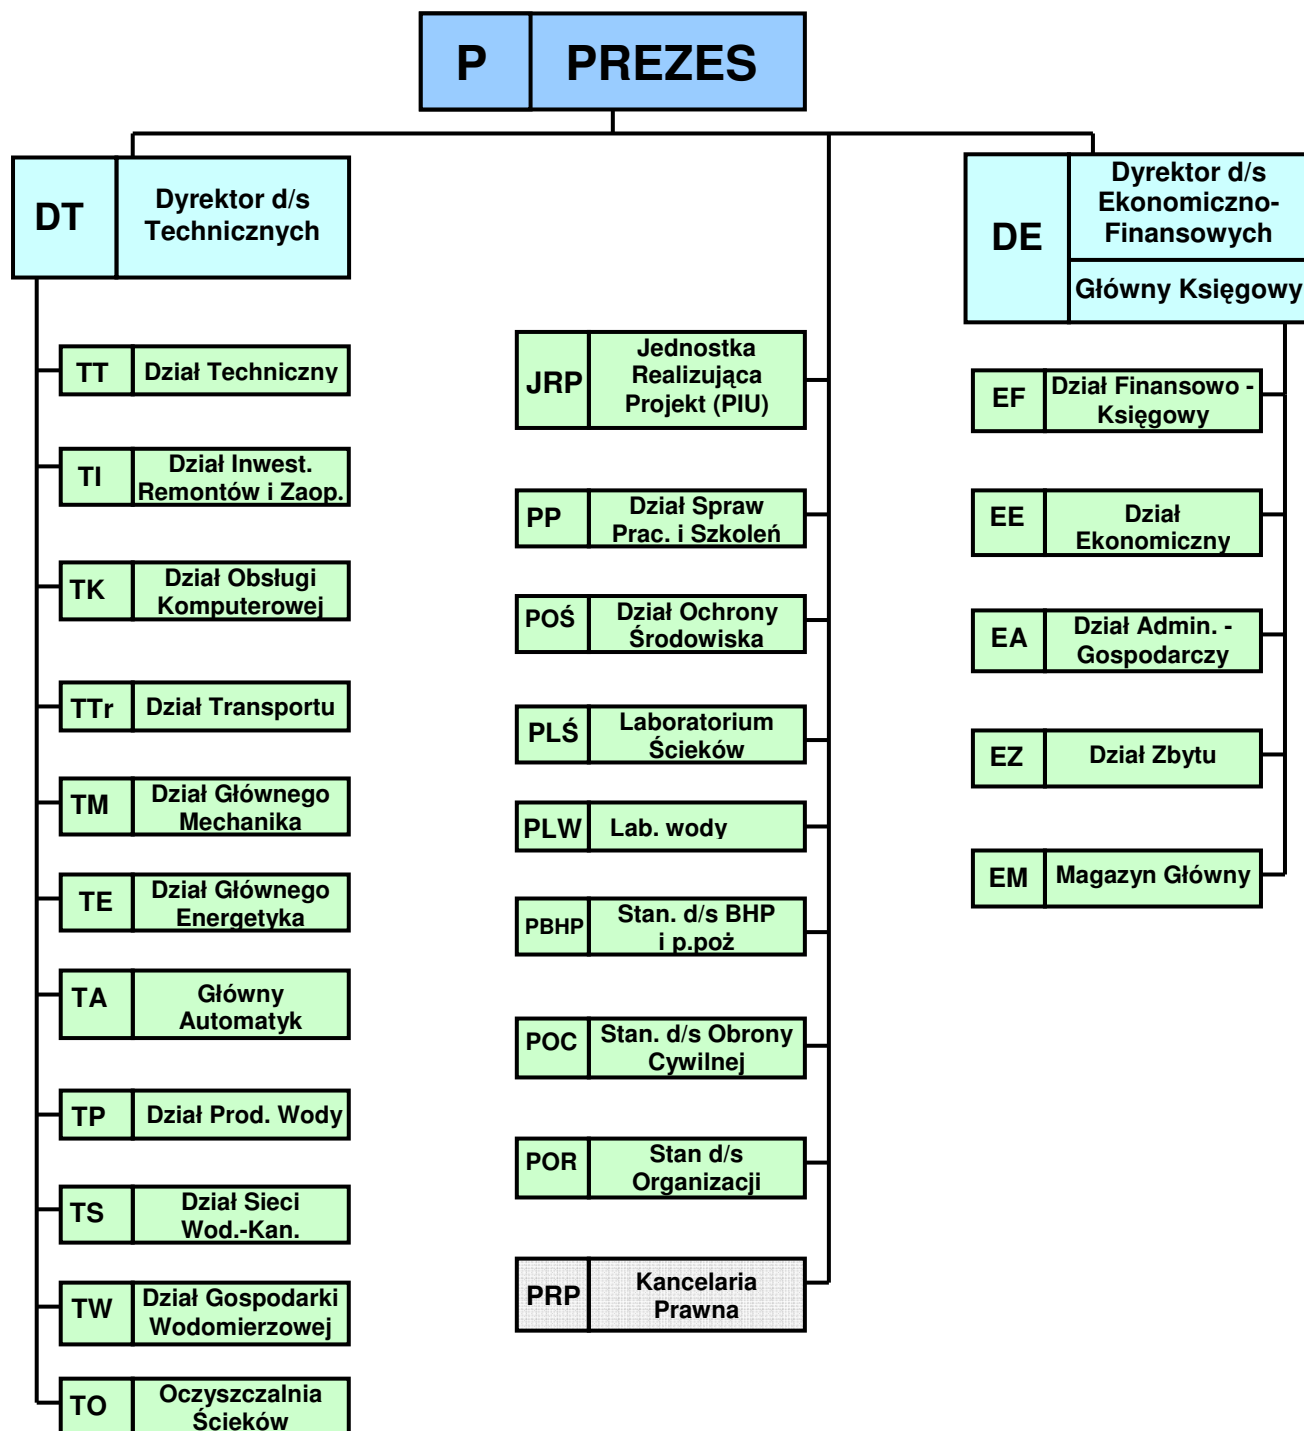 P PREZES
DT
Dyrektor d/s
Technicznych
TT Dział Techniczny
TI
Dział Inwest.
Remontów i Zaop.
TK
Dział Obsługi
Komputerowej
TTr Dział Transportu
TM
Dział Głównego
Mechanika
TE
Dział Głównego
Energetyka
TA
Główny
Automatyk
TP Dział Prod. Wody
TS
Dział Sieci
Wod.-Kan.
TW
Dział Gospodarki
Wodomierzowej
TO
Oczyszczalnia
Ścieków
JRP
Jednostka
Realizująca
Projekt (PIU)
PP
Dział Spraw
Prac. i Szkoleń
POŚ
Dział Ochrony
Środowiska
PLŚ
Laboratorium
Ścieków
PLW Lab. wody
PBHP
Stan. d/s BHP
i p.poż
POC
Stan. d/s Obrony
Cywilnej
POR
Stan d/s
Organizacji
PRP
Kancelaria
Prawna
DE
Dyrektor d/s
Ekonomiczno-
Finansowych
Główny Księgowy
EF
Dział Finansowo -
Księgowy
EE
Dział
Ekonomiczny
EA
Dział Admin. -
Gospodarczy
EZ Dział Zbytu
EM Magazyn Główny